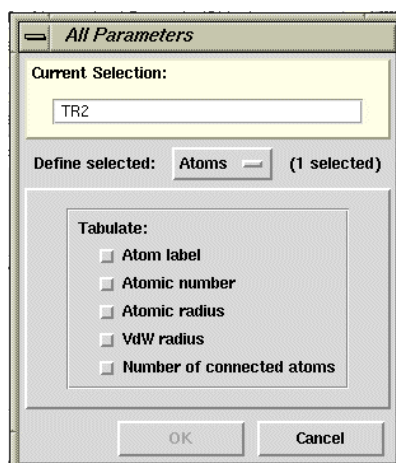 All Parameters
Current Selection:
TR2
Define selected: Atoms (1 selected)
Tabulate:
Atom label
Atomic number
Atomic radius
VdW radius
Number of connected atoms
OK Cancel